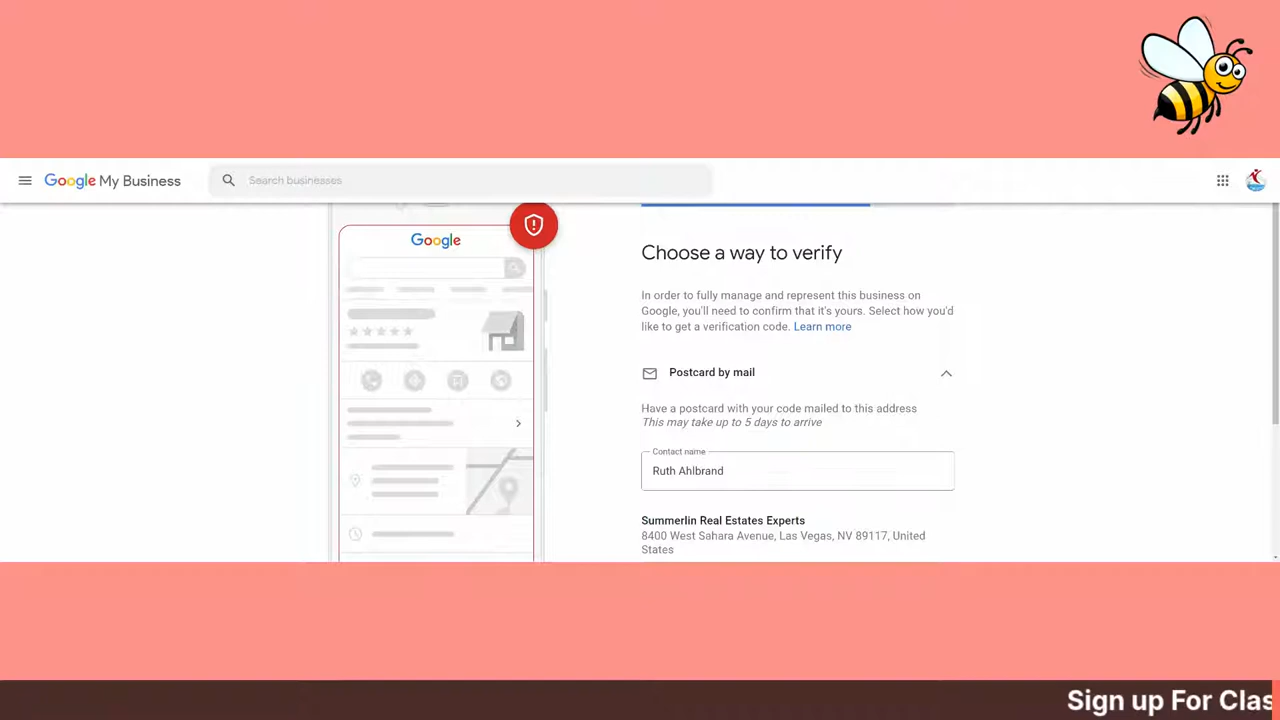 Google My Business
Search businesses
Google
Choose a way to verify
In order to fully manage and represent this business on
Google, you'll need to confirm that it's yours. Select how you'd
like to get a verification code. Learn more
Postcard by mail
Have a postcard with your code mailed to this address
This may take up to 5 days to arrive
Contact name
Ruth Ahlbrand
Summerlin Real Estates Experts
8400 West Sahara Avenue, Las Vegas, NV 89117, United
States
Sign up For Clas